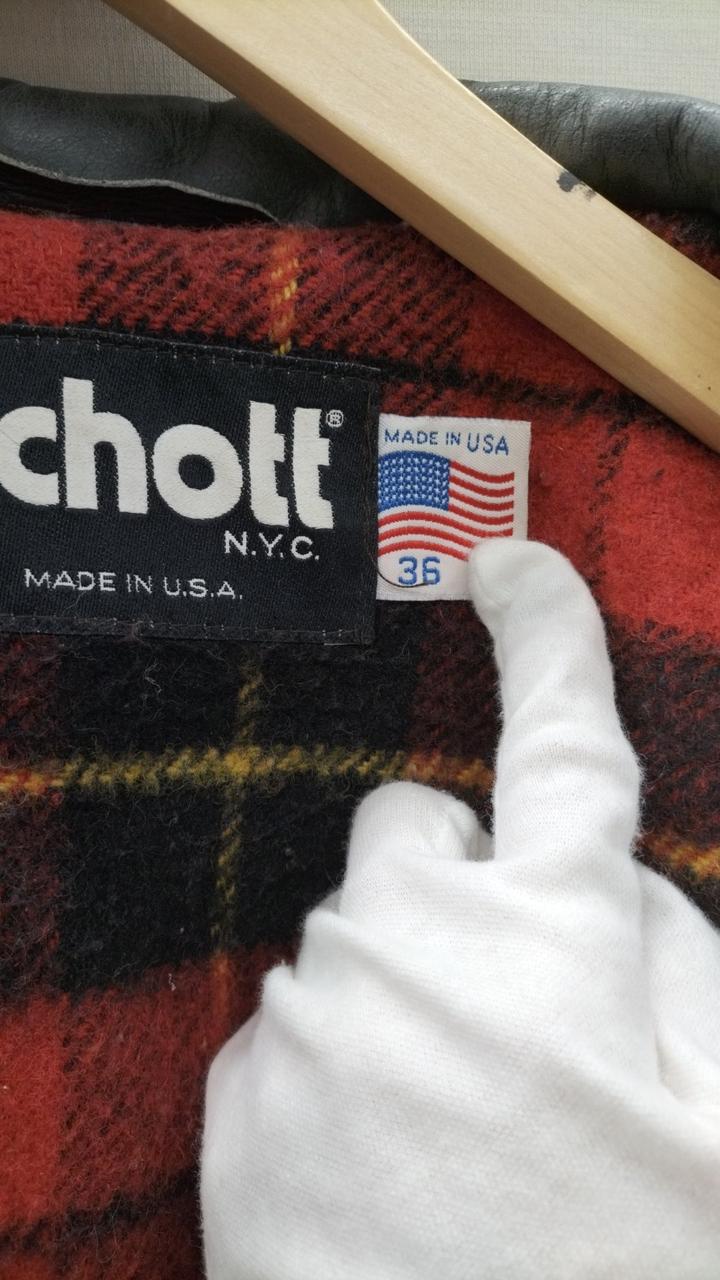 chott®
N.Y.C.
MADE IN U.S.A.
MADE IN USA
36